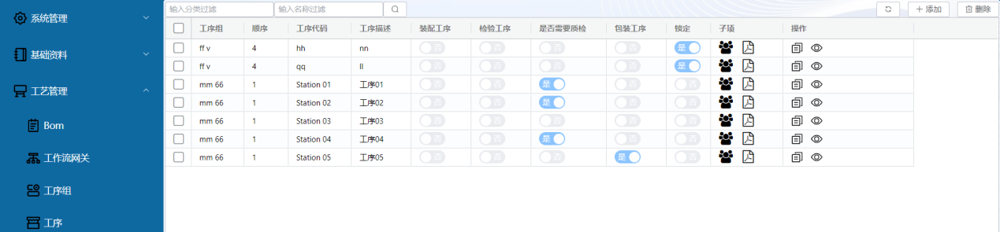 系统管理
基础资料
工艺管理
Bom
工作流网关
工序组
工序
输入分类过滤 输入名称过滤 添加 删除
工序组 顺序 工序代码 工序描述 装配工序 检验工序 是否需要质检 包装工序 锁定 子项 操作
ff v 4 hh nn 否 否 否 否 是
ff v 4 qq ll 否 否 否 否 是
mm 66 1 Station 01 工序01 否 否 是 否 否
mm 66 1 Station 02 工序02 否 否 是 否 否
mm 66 1 Station 03 工序03 否 否 否 否 否
mm 66 1 Station 04 工序04 否 否 是 否 否
mm 66 1 Station 05 工序05 否 否 否 是 否